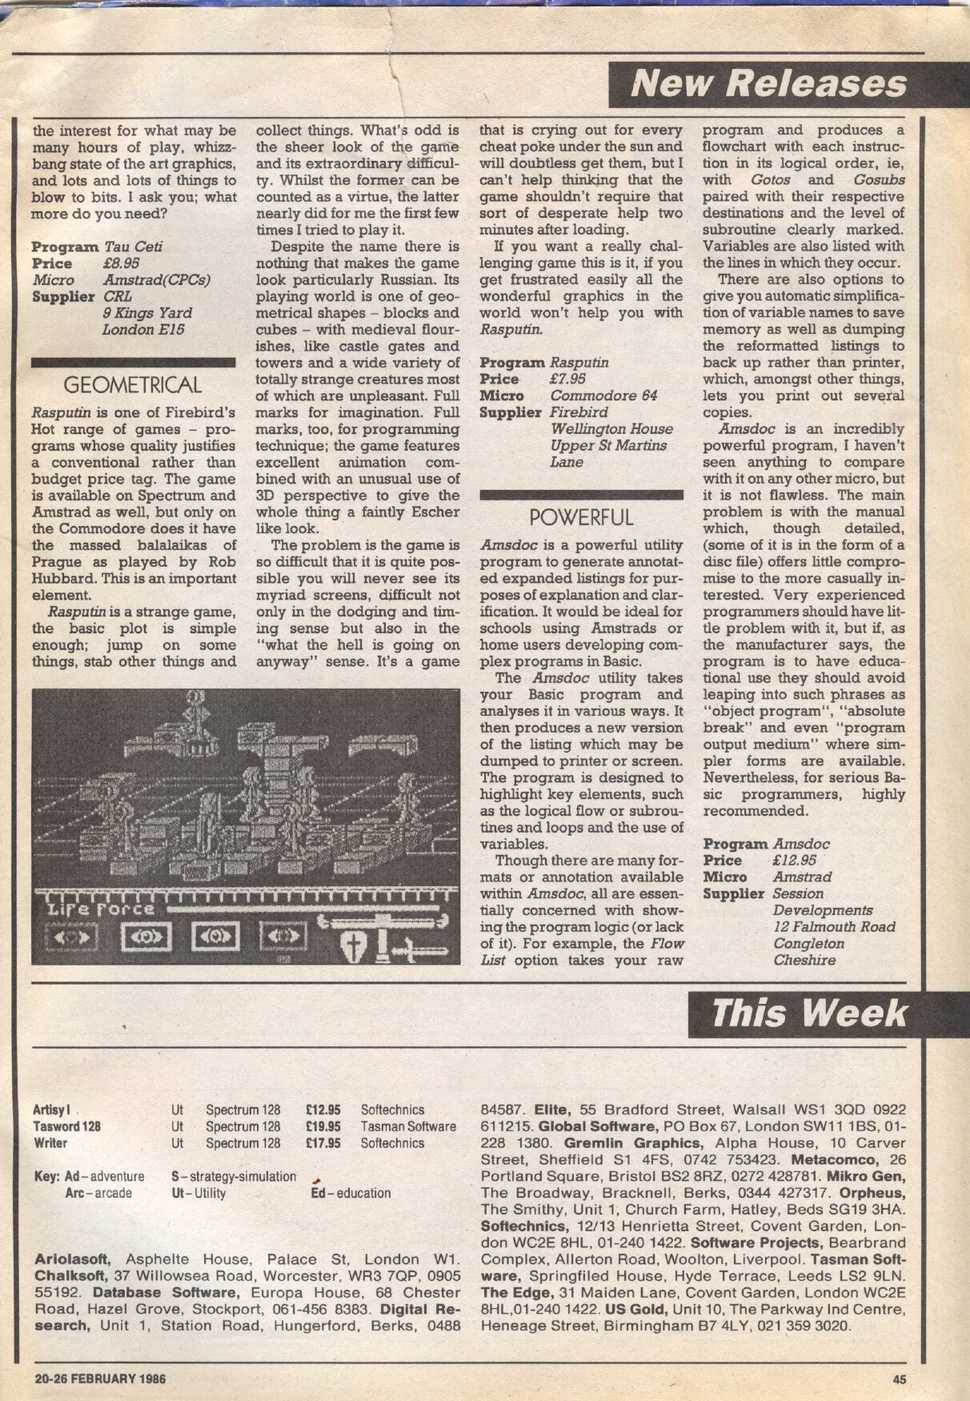 New Releases
the interest for what may be
many hours of play, whizz-
bang state of the art graphics,
and lots and lots of things to
blow to bits. I ask you; what
more do you need?
Program Tau Ceti
Price £8.95
Micro Amstrad(CPCs)
Supplier CRL
9 Kings Yard
London E15
GEOMETRICAL
Rasputin is one of Firebird's
Hot range of games – pro-
grams whose quality justifies
a conventional rather than
budget price tag. The game
is available on Spectrum and
Amstrad as well, but only on
the Commodore does it have
the massed balalaikas of
Prague as played by Rob
Hubbard. This is an important
element.
Rasputin is a strange game,
the basic plot is simple
enough; jump on some
things, stab other things and
collect things. What's odd is
the sheer look of the game
and its extraordinary difficul-
ty. Whilst the former can be
counted as a virtue, the latter
nearly did for me the first few
times I tried to play it.
Despite the name there is
nothing that makes the game
look particularly Russian. Its
playing world is one of geo-
metrical shapes – blocks and
cubes – with medieval flour-
ishes, like castle gates and
towers and a wide variety of
totally strange creatures most
of which are unpleasant. Full
marks for imagination. Full
marks, too, for programming
technique; the game features
excellent animation com-
bined with an unusual use of
3D perspective to give the
whole thing a faintly Escher
like look.
The problem is the game is
so difficult that it is quite pos-
sible you will never see its
myriad screens, difficult not
only in the dodging and tim-
ing sense but also in the
"what the hell is going on
anyway" sense. It's a game
Life Force
that is crying out for every
cheat poke under the sun and
will doubtless get them, but I
can't help thinking that the
game shouldn't require that
sort of desperate help two
minutes after loading.
If you want a really chal-
lenging game this is it, if you
get frustrated easily all the
wonderful graphics in the
world won't help you with
Rasputin.
Program Rasputin
Price £7.95
Micro Commodore 64
Supplier Firebird
Wellington House
Upper St Martins
Lane
POWERFUL
Amsdoc is a powerful utility
program to generate annotat-
ed expanded listings for pur-
poses of explanation and clar-
ification. It would be ideal for
schools using Amstrads or
home users developing com-
plex programs in Basic.
The Amsdoc utility takes
your Basic program and
analyses it in various ways. It
then produces a new version
of the listing which may be
dumped to printer or screen.
The program is designed to
highlight key elements, such
as the logical flow or subrou-
tines and loops and the use of
variables.
Though there are many for-
mats or annotation available
within Amsdoc, all are essen-
tially concerned with show-
ing the program logic (or lack
of it). For example, the Flow
List option takes your raw
program and produces a
flowchart with each instruc-
tion in its logical order, ie,
with Gotos and Gosubs
paired with their respective
destinations and the level of
subroutine clearly marked.
Variables are also listed with
the lines in which they occur.
There are also options to
give you automatic simplifica-
tion of variable names to save
memory as well as dumping
the reformatted listings to
back up rather than printer,
which, amongst other things,
lets you print out several
copies.
Amsdoc is an incredibly
powerful program, I haven't
seen anything to compare
with it on any other micro, but
it is not flawless. The main
problem is with the manual
which, though detailed,
(some of it is in the form of a
disc file) offers little compro-
mise to the more casually in-
terested. Very experienced
programmers should have lit-
tle problem with it, but if, as
the manufacturer says, the
program is to have educa-
tional use they should avoid
leaping into such phrases as
"object program", "absolute
break" and even "program
output medium" where sim-
pler forms are available.
Nevertheless, for serious Ba-
sic programmers, highly
recommended.
Program Amsdoc
Price £12.95
Micro Amstrad
Supplier Session
Developments
12 Falmouth Road
Congleton
Cheshire
This Week
Artisy I Ut Spectrum 128 £12.95 Softechnics
Tasword 128 Ut Spectrum 128 £19.95 Tasman Software
Writer Ut Spectrum 128 £17.95 Softechnics
Key: Ad – adventure S – strategy-simulation
Arc – arcade Ut – Utility Ed – education
Ariolasoft, Asphelte House, Palace St, London W1.
Chalksoft, 37 Willowsea Road, Worcester, WR3 7QP, 0905
55192. Database Software, Europa House, 68 Chester
Road, Hazel Grove, Stockport, 061-456 8383. Digital Re-
search, Unit 1, Station Road, Hungerford, Berks, 0488
84587. Elite, 55 Bradford Street, Walsall WS1 3QD 0922
611215. Global Software, PO Box 67, London SW11 1BS, 01-
228 1380. Gremlin Graphics, Alpha House, 10 Carver
Street, Sheffield S1 4FS, 0742 753423. Metacomco, 26
Portland Square, Bristol BS2 8RZ, 0272 428781. Mikro Gen,
The Broadway, Bracknell, Berks, 0344 427317. Orpheus,
The Smithy, Unit 1, Church Farm, Hatley, Beds SG19 3HA.
Softechnics, 12/13 Henrietta Street, Covent Garden, Lon-
don WC2E 8HL, 01-240 1422. Software Projects, Bearbrand
Complex, Allerton Road, Woolton, Liverpool. Tasman Soft-
ware, Springfiled House, Hyde Terrace, Leeds LS2 9LN.
The Edge, 31 Maiden Lane, Covent Garden, London WC2E
8HL,01-240 1422. US Gold, Unit 10, The Parkway Ind Centre,
Heneage Street, Birmingham B7 4LY, 021 359 3020.
20-26 FEBRUARY 1986
45